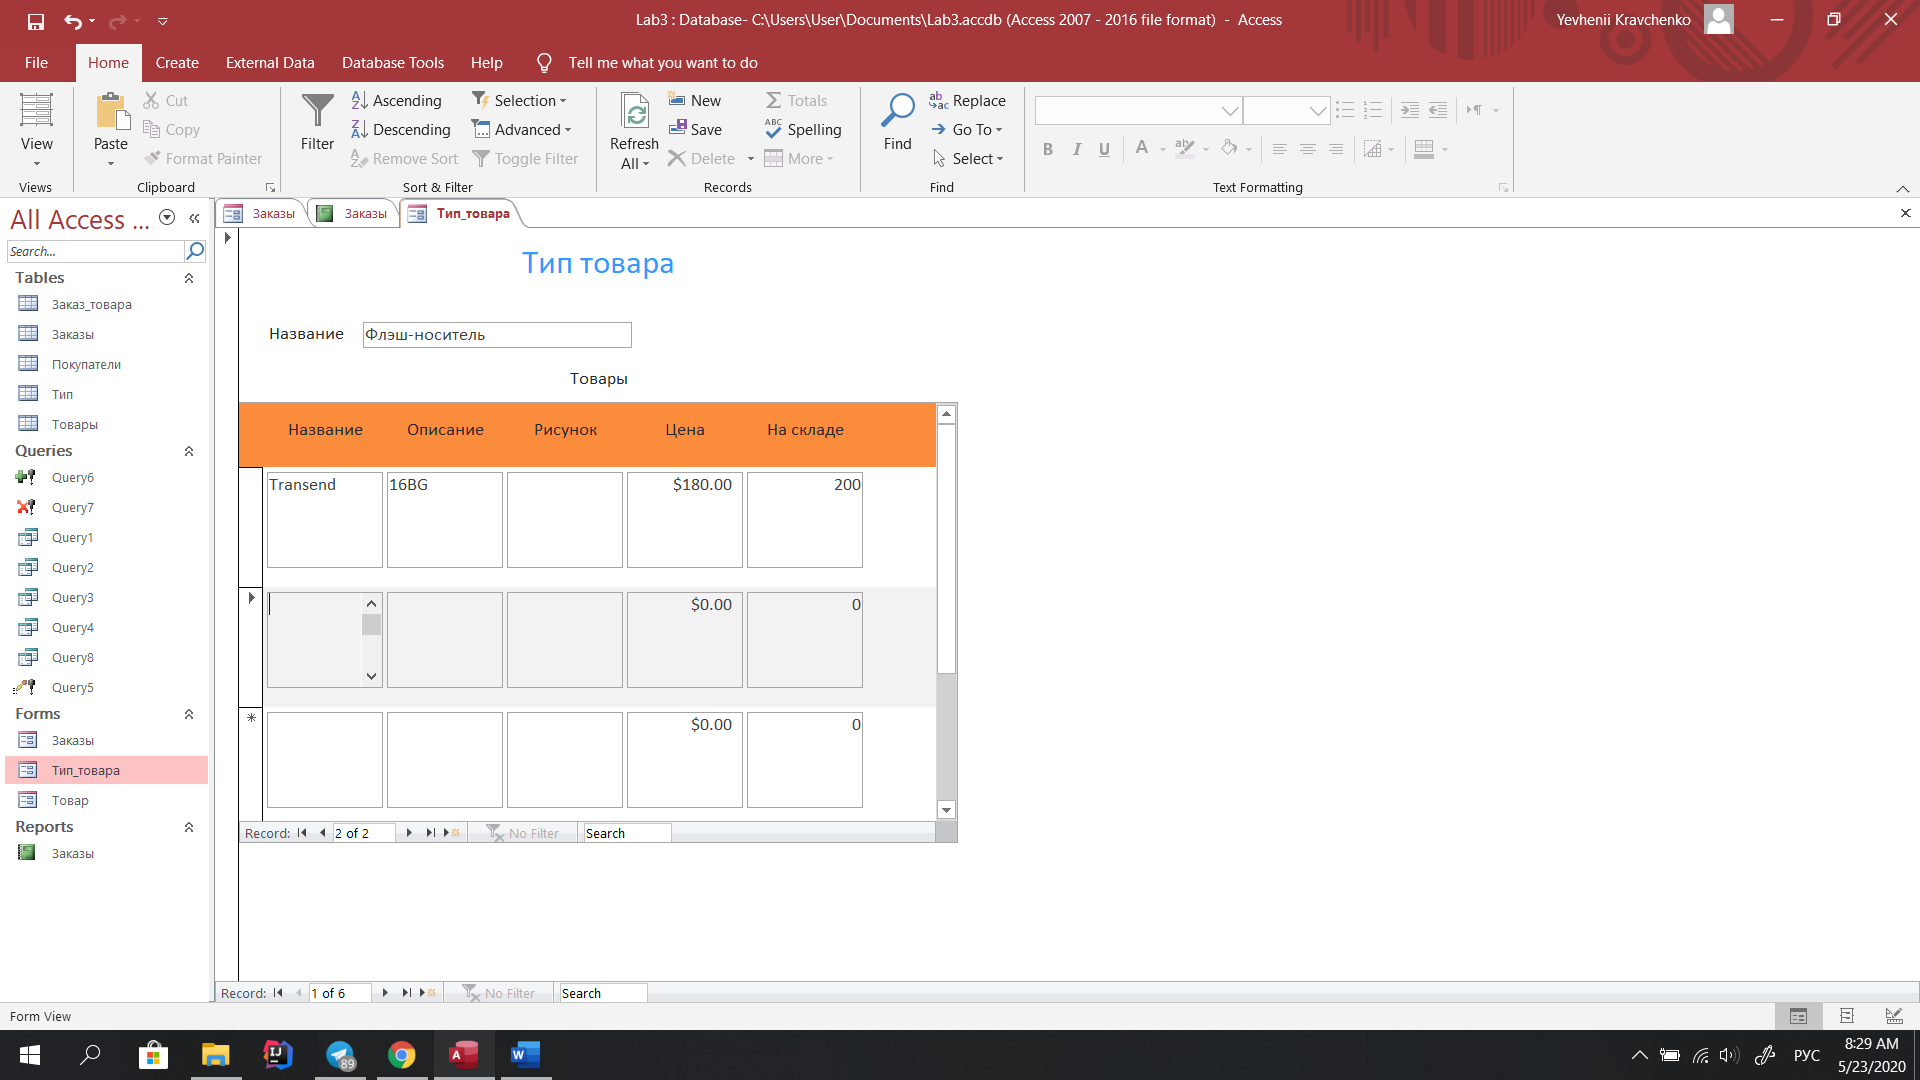 Lab3 : Database- C:\Users\User\Documents\Lab3.accdb (Access 2007 - 2016 file format) - Access
Yevhenii Kravchenko
File Home Create External Data Database Tools Help Tell me what you want to do
View
Views
Paste
Cut
Copy
Format Painter
Clipboard
Filter
Ascending
Descending
Remove Sort
Selection
Advanced
Toggle Filter
Sort & Filter
Refresh All
New
Save
Delete
Totals
Spelling
More
Records
Find
Replace
Go To
Select
Find
B I U A
Text Formatting
All Access ...
Search...
Tables
Заказ_товара
Заказы
Покупатели
Тип
Товары
Queries
Query6
Query7
Query1
Query2
Query3
Query4
Query8
Query5
Forms
Заказы
Тип_товара
Товар
Reports
Заказы
Заказы Заказы Тип_товара
Тип товара
Название Флэш-носитель
Товары
Название Описание Рисунок Цена На складе
Transend 16BG $180.00 200
$0.00 0
$0.00 0
Record: 2 of 2 No Filter Search
Record: 1 of 6 No Filter Search
Form View
89
РУС
8:29 AM
5/23/2020